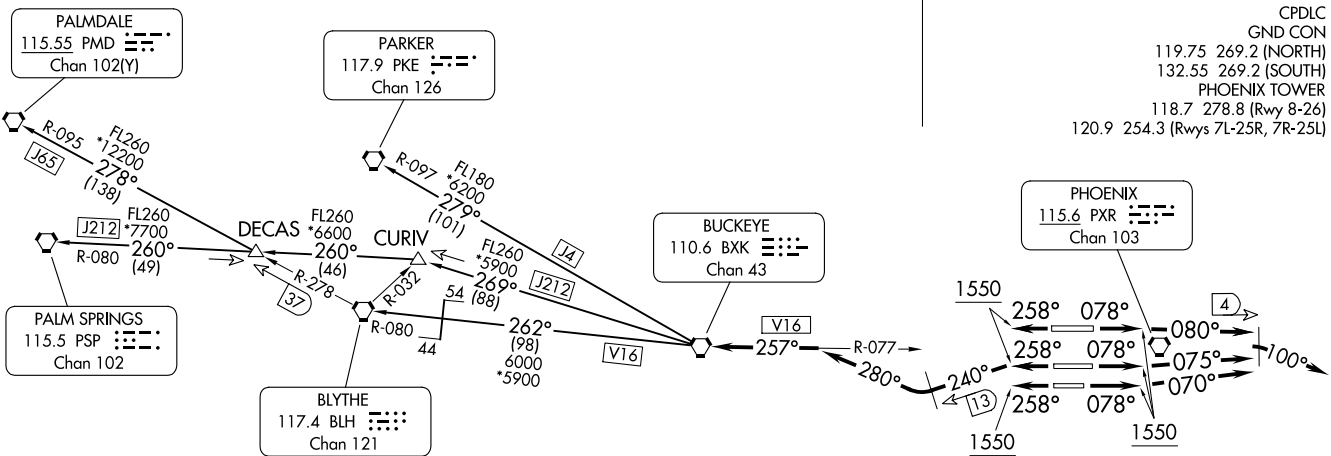 CPDLC
GND CON
119.75 269.2 (NORTH)
132.55 269.2 (SOUTH)
PHOENIX TOWER
118.7 278.8 (Rwy 8-26)
120.9 254.3 (Rwys 7L-25R, 7R-25L)
PALMDALE
115.55 PMD
Chan 102(Y)
PARKER
117.9 PKE
Chan 126
R-095
J65
FL260
*12200
278°
(138)
R-097
FL180
*6200
279°
(101)
J4
PHOENIX
115.6 PXR
Chan 103
BUCKEYE
110.6 BXK
Chan 43
J212
FL260
*7700
260°
(49)
R-080
DECAS
FL260
*6600
260°
(46)
CURIV
FL260
*5900
269°
(88)
J212
R-278
37
R-032
R-080
54
44
262°
(98)
6000
*5900
V16
PALM SPRINGS
115.5 PSP
Chan 102
BLYTHE
117.4 BLH
Chan 121
V16
257°
R-077
280°
240°
13
1550
258° 078°
080°
4
258° 078°
075°
100°
258° 078°
070°
1550
1550